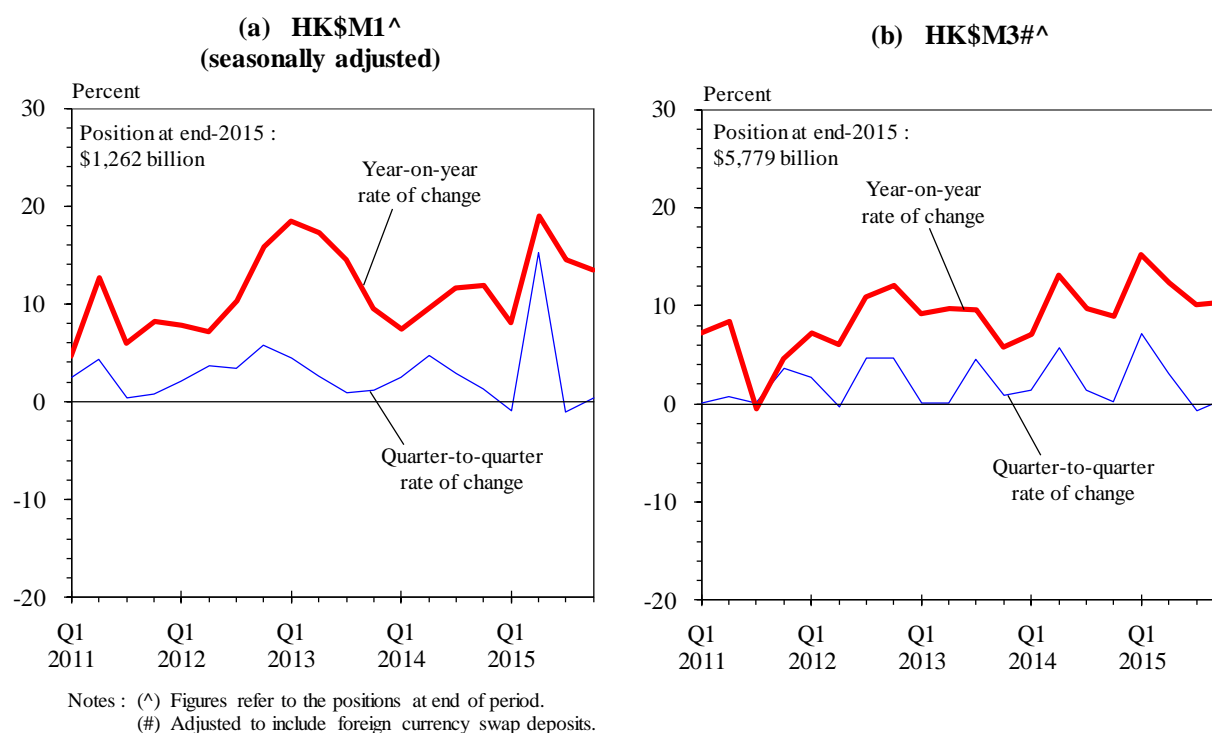 (a) HK$M1^
(seasonally adjusted)
Percent
30
20
10
0
-10
-20
Position at end-2015 :
$1,262 billion
Year-on-year
rate of change
Quarter-to-quarter
rate of change
Q1 Q1 Q1 Q1 Q1
2011 2012 2013 2014 2015
(b) HK$M3#^
Percent
30
20
10
0
-10
-20
Position at end-2015 :
$5,779 billion
Year-on-year
rate of change
Quarter-to-quarter
rate of change
Q1 Q1 Q1 Q1 Q1
2011 2012 2013 2014 2015
Notes : (^) Figures refer to the positions at end of period.
(#) Adjusted to include foreign currency swap deposits.